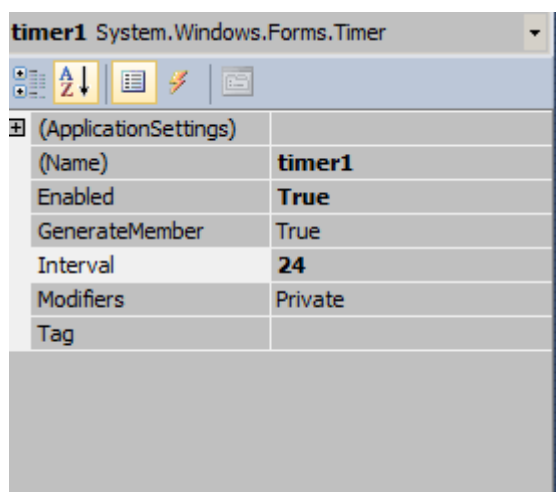 timer1 System.Windows.Forms.Timer
(ApplicationSettings)
(Name) timer1
Enabled True
GenerateMember True
Interval 24
Modifiers Private
Tag